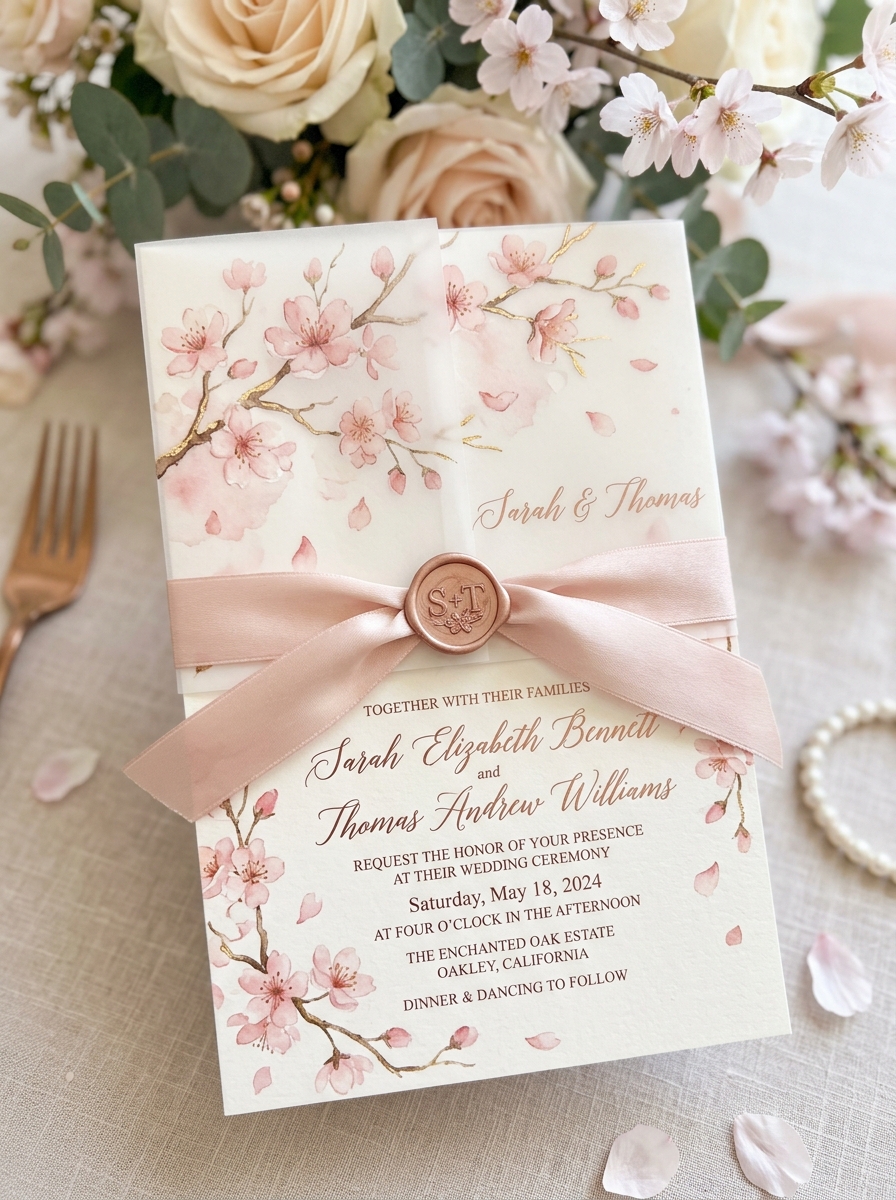 Sarah & Thomas
S+T
TOGETHER WITH THEIR FAMILIES
Sarah Elizabeth Bennett
and
Thomas Andrew Williams
REQUEST THE HONOR OF YOUR PRESENCE
AT THEIR WEDDING CEREMONY
Saturday, May 18, 2024
AT FOUR O'CLOCK IN THE AFTERNOON
THE ENCHANTED OAK ESTATE
OAKLEY, CALIFORNIA
DINNER & DANCING TO FOLLOW